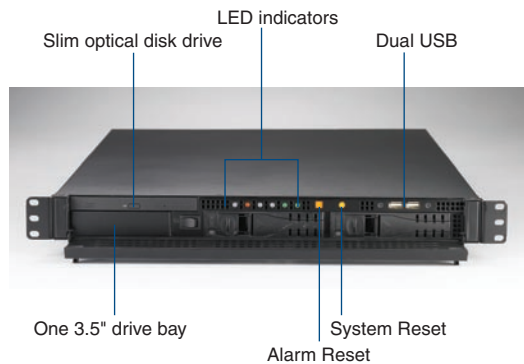 LED indicators
Slim optical disk drive
Dual USB
One 3.5" drive bay
System Reset
Alarm Reset